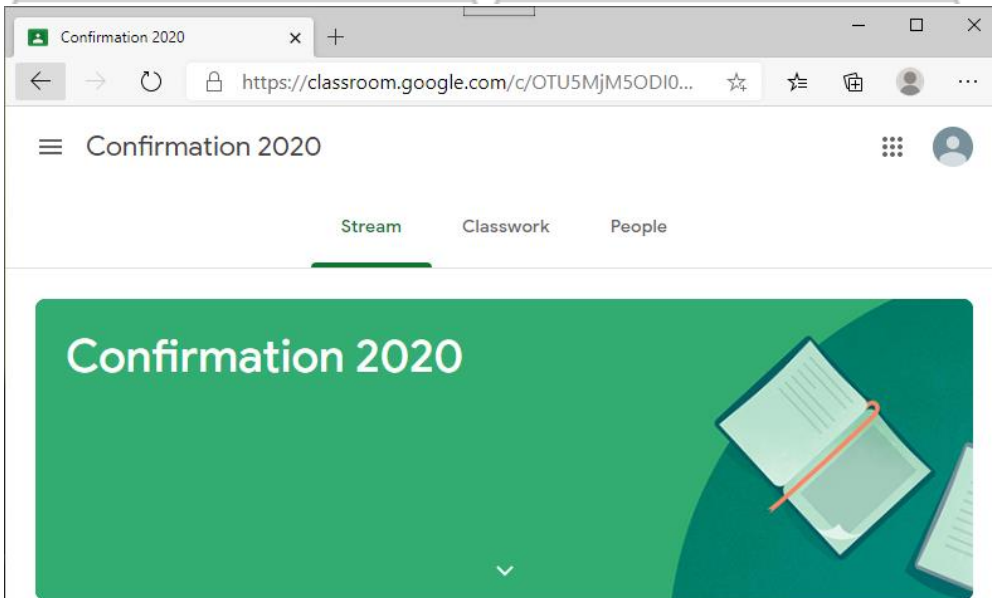 Confirmation 2020
https://classroom.google.com/c/OTU5MjM5ODI0...
Confirmation 2020
Stream Classwork People
Confirmation 2020